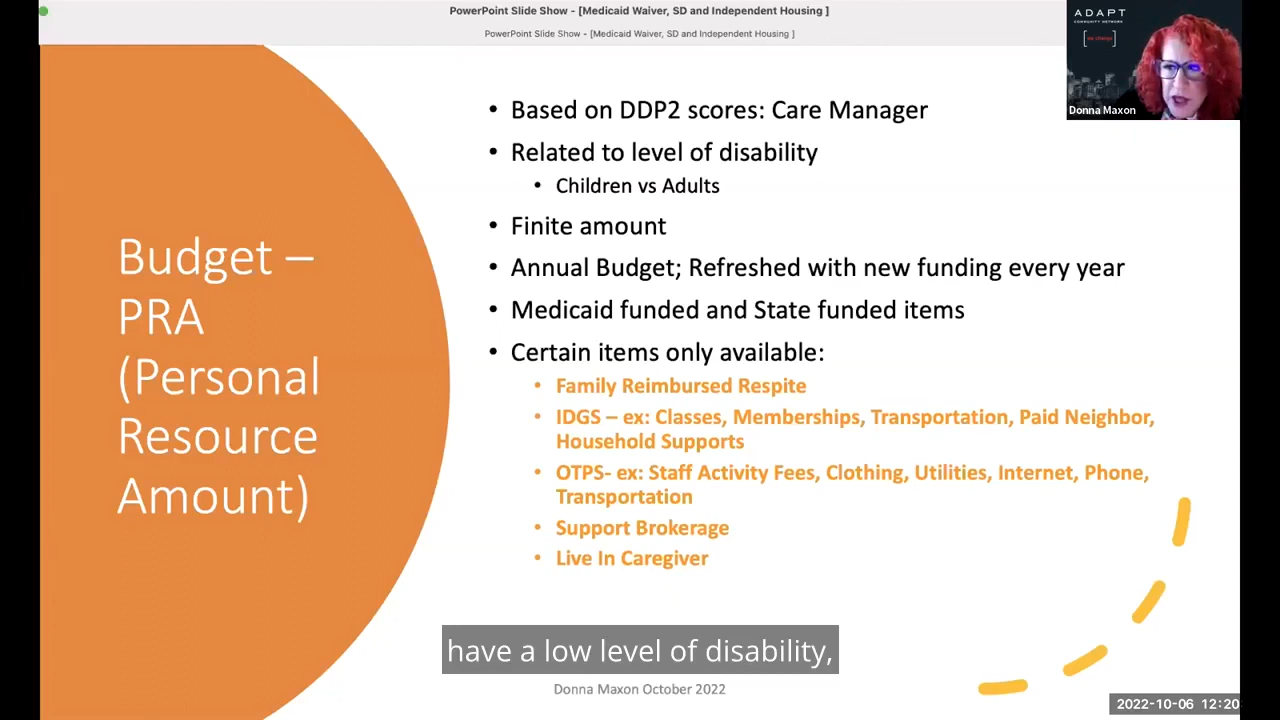 PowerPoint Slide Show - [Medicaid Waiver, SD and Independent Housing ]
PowerPoint Slide Show - [Medicaid Waiver, SD and Independent Housing ]
ADAPT
COMMUNITY NETWORK
[we change]
Donna Maxon
Budget –
PRA
(Personal
Resource
Amount)
• Based on DDP2 scores: Care Manager
• Related to level of disability
• Children vs Adults
• Finite amount
• Annual Budget; Refreshed with new funding every year
• Medicaid funded and State funded items
• Certain items only available:
• Family Reimbursed Respite
• IDGS – ex: Classes, Memberships, Transportation, Paid Neighbor,
Household Supports
• OTPS- ex: Staff Activity Fees, Clothing, Utilities, Internet, Phone,
Transportation
• Support Brokerage
• Live In Caregiver
have a low level of disability,
Donna Maxon October 2022
2022-10-06 12:20